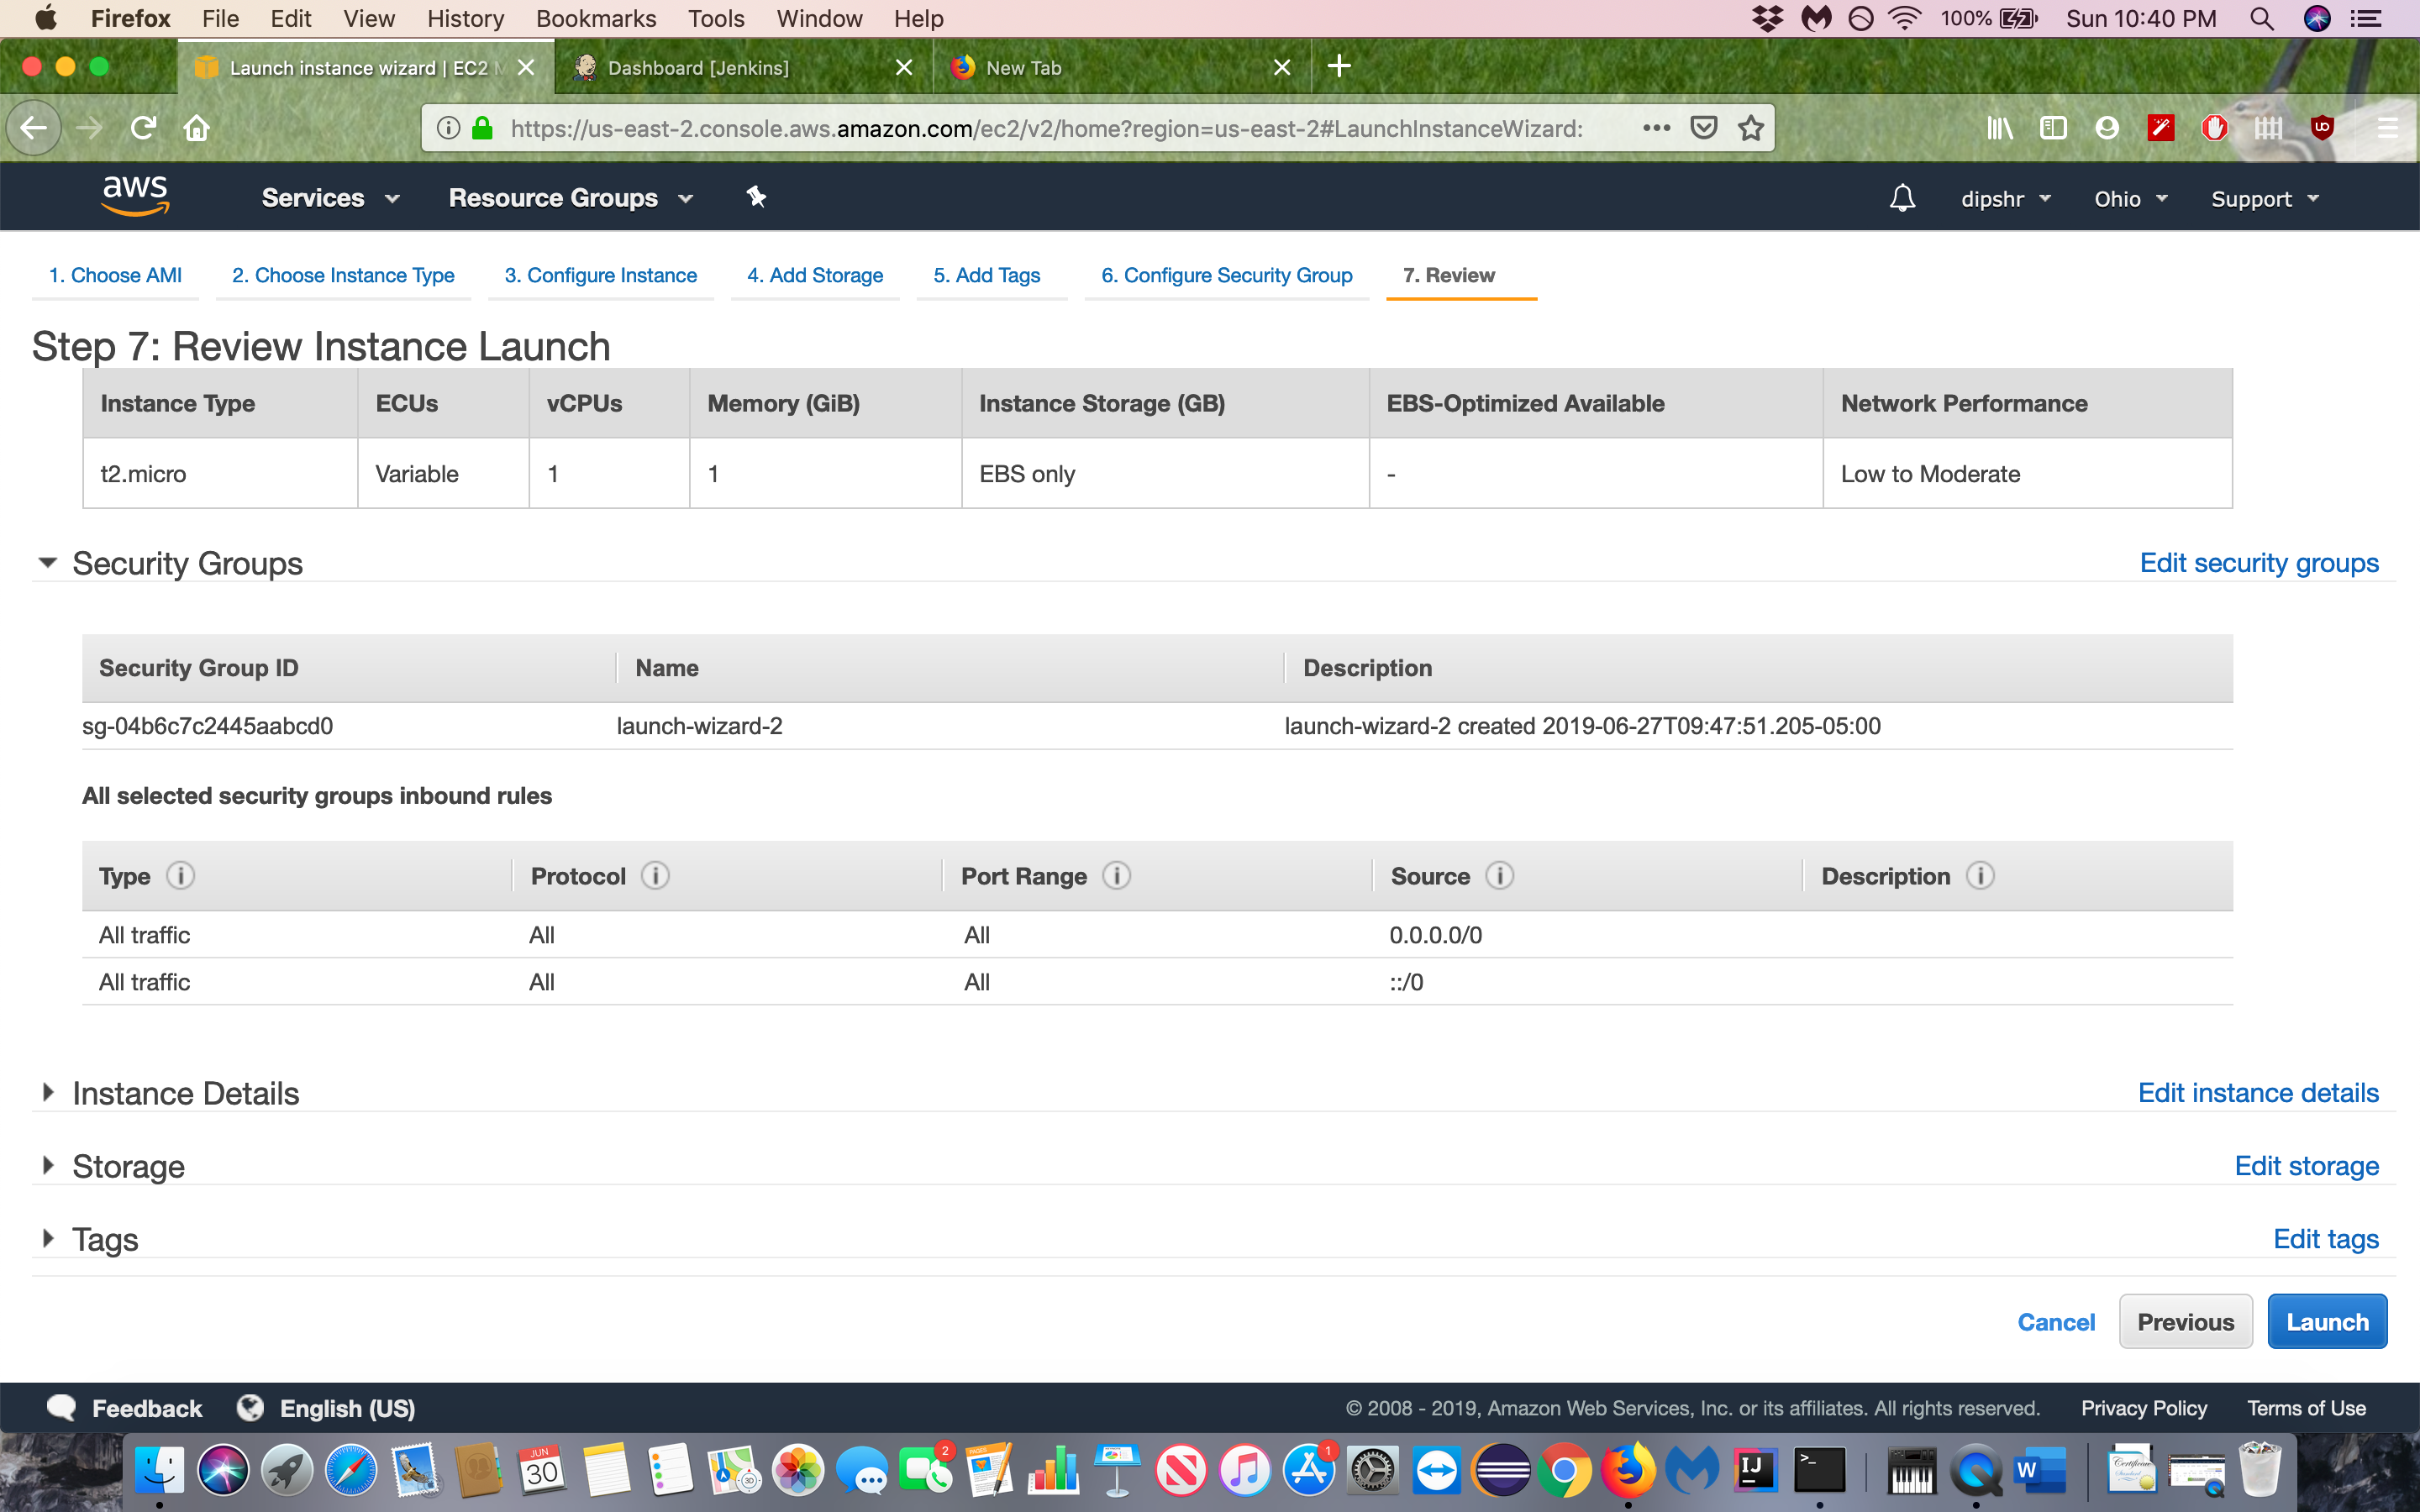 Firefox File Edit View History Bookmarks Tools Window Help 100% Sun 10:40 PM
Launch instance wizard | EC2 M Dashboard [Jenkins] New Tab
https://us-east-2.console.aws.amazon.com/ec2/v2/home?region=us-east-2#LaunchInstanceWizard:
aws Services Resource Groups dipshr Ohio Support
1. Choose AMI 2. Choose Instance Type 3. Configure Instance 4. Add Storage 5. Add Tags 6. Configure Security Group 7. Review
Step 7: Review Instance Launch
Instance Type ECUs vCPUs Memory (GiB) Instance Storage (GB) EBS-Optimized Available Network Performance
t2.micro Variable 1 1 EBS only - Low to Moderate
Security Groups Edit security groups
Security Group ID Name Description
sg-04b6c7c2445aabcd0 launch-wizard-2 launch-wizard-2 created 2019-06-27T09:47:51.205-05:00
All selected security groups inbound rules
Type Protocol Port Range Source Description
All traffic All All 0.0.0.0/0
All traffic All All ::/0
Instance Details Edit instance details
Storage Edit storage
Tags Edit tags
Cancel Previous Launch
Feedback English (US) © 2008 - 2019, Amazon Web Services, Inc. or its affiliates. All rights reserved. Privacy Policy Terms of Use
JUN 30 PAGES 2 1 IJ >_ W